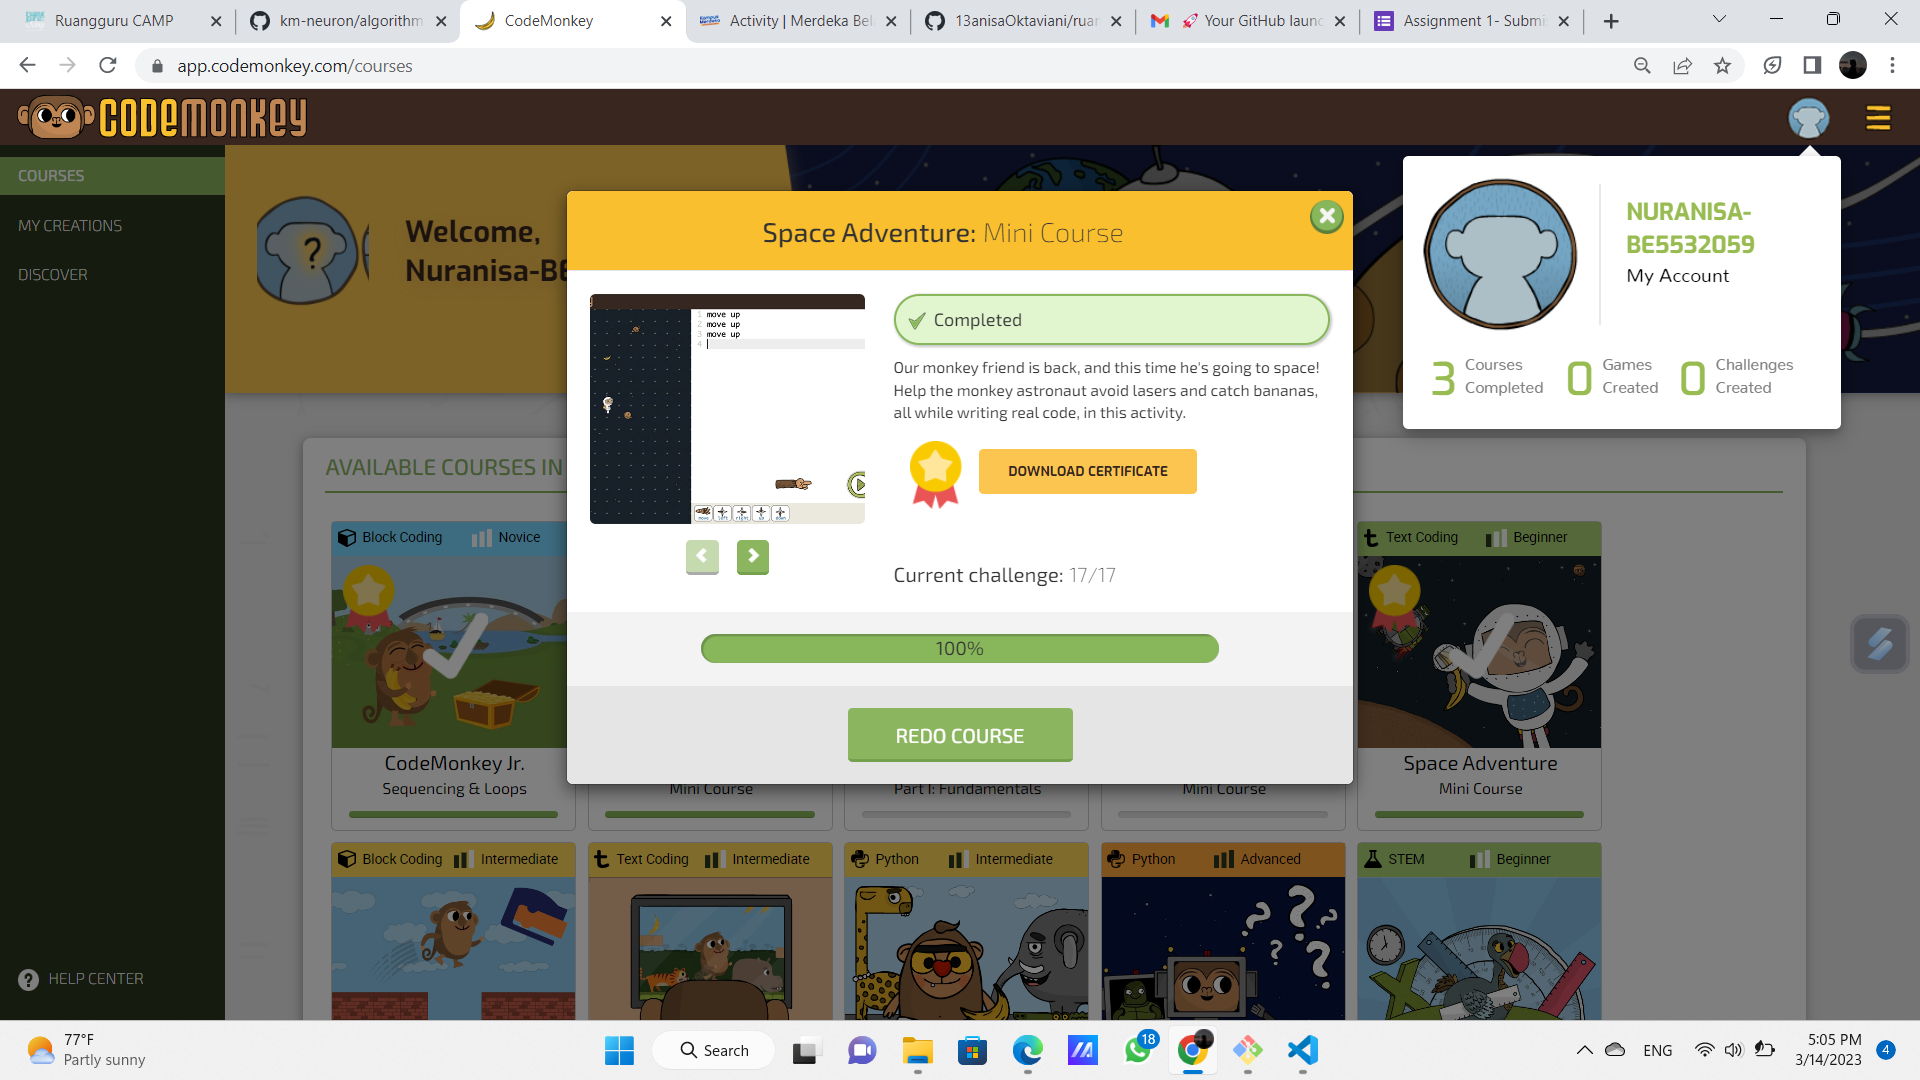 Ruangguru CAMP
km-neuron/algorithm
CodeMonkey
Activity | Merdeka Bel
13anisaOktaviani/ruan
🚀 Your GitHub launc
Assignment 1- Submi
app.codemonkey.com/courses
CODEMONKEY
COURSES
MY CREATIONS
DISCOVER
HELP CENTER
Welcome,
Nuranisa-BE
NURANISA-
BE5532059
My Account
3 Courses Completed
0 Games Created
0 Challenges Created
Space Adventure: Mini Course
1 move up
2 move up
3 move up
4
move left right up down
Completed
Our monkey friend is back, and this time he's going to space!
Help the monkey astronaut avoid lasers and catch bananas,
all while writing real code, in this activity.
DOWNLOAD CERTIFICATE
Current challenge: 17/17
100%
REDO COURSE
AVAILABLE COURSES IN
Block Coding Novice
Text Coding Beginner
CodeMonkey Jr.
Sequencing & Loops
Mini Course
Part I: Fundamentals
Mini Course
Space Adventure
Mini Course
Block Coding Intermediate
Text Coding Intermediate
Python Intermediate
Python Advanced
STEM Beginner
77°F
Partly sunny
Search
18
ENG
5:05 PM
3/14/2023
4